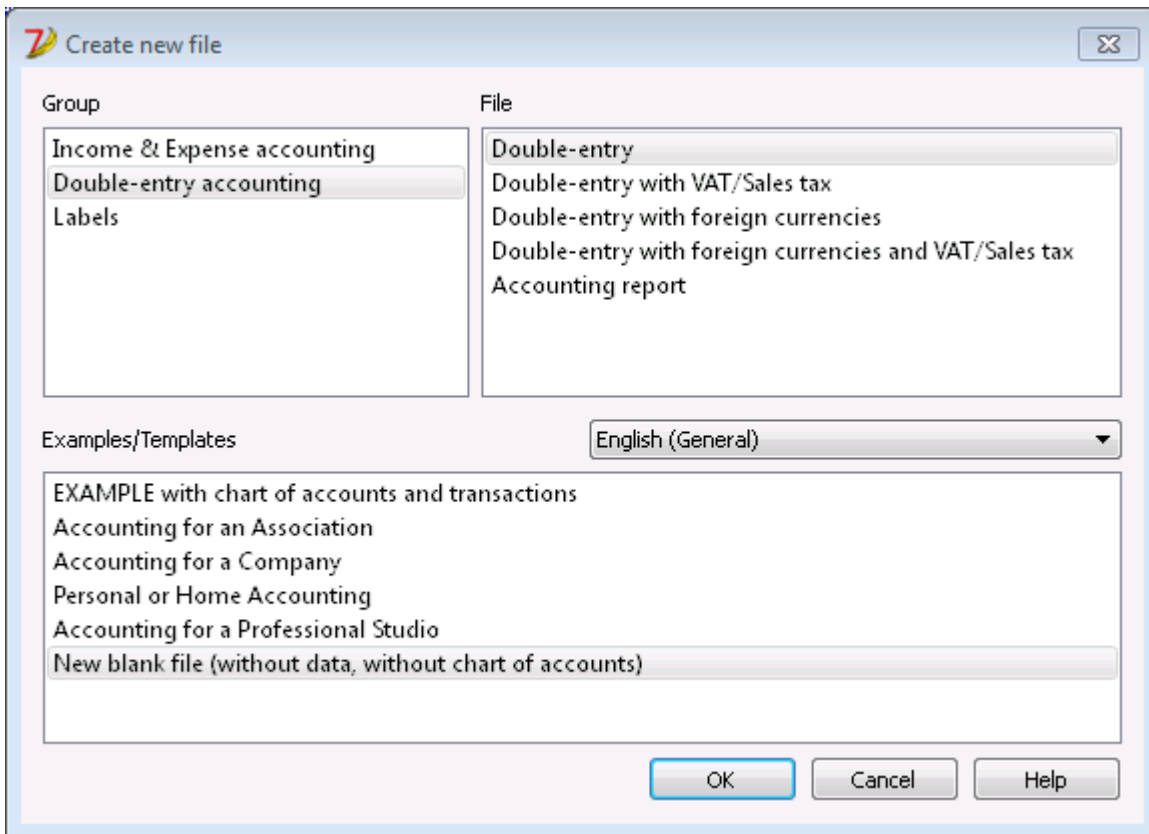 Create new file
Group
File
Income & Expense accounting
Double-entry accounting
Labels
Double-entry
Double-entry with VAT/Sales tax
Double-entry with foreign currencies
Double-entry with foreign currencies and VAT/Sales tax
Accounting report
Examples/Templates
English (General)
EXAMPLE with chart of accounts and transactions
Accounting for an Association
Accounting for a Company
Personal or Home Accounting
Accounting for a Professional Studio
New blank file (without data, without chart of accounts)
OK
Cancel
Help